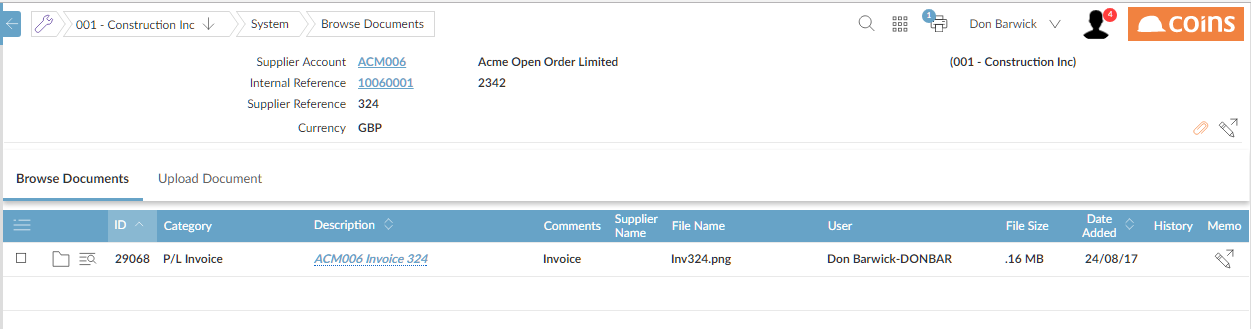 001 - Construction Inc System Browse Documents 1 Don Barwick 4 coins
Supplier Account ACM006 Acme Open Order Limited (001 - Construction Inc)
Internal Reference 10060001 2342
Supplier Reference 324
Currency GBP
Browse Documents Upload Document
ID Category Description Comments Supplier Name File Name User File Size Date Added History Memo
29068 P/L Invoice ACM006 Invoice 324 Invoice Inv324.png Don Barwick-DONBAR .16 MB 24/08/17